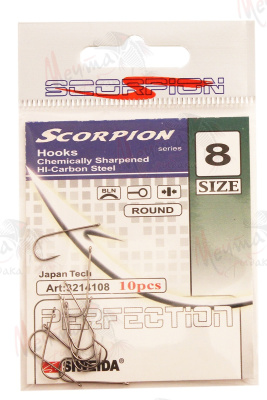 SCORPION
SCORPION
series
Hooks
Chemically Sharpened
HI-Carbon Steel
8
SIZE
BLN
ROUND
Japan Tech
Art:3214108 10pcs
PERFECTION
SWEIDA